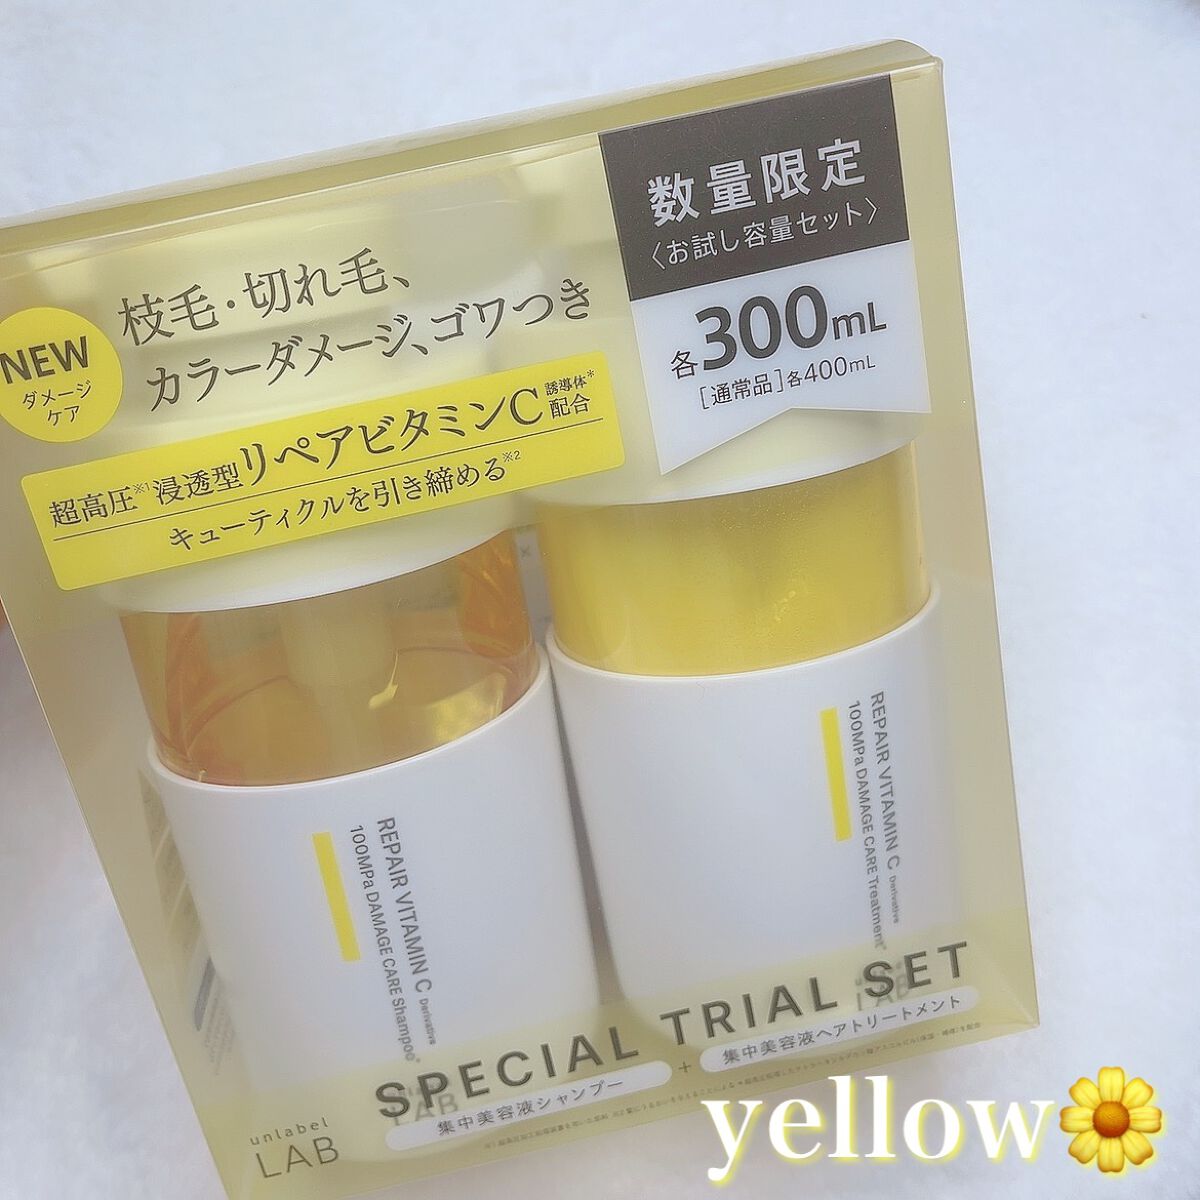 数量限定
〈お試し容量セット〉
各300mL
[通常品]各400mL
枝毛・切れ毛、
カラーダメージ、ゴワつき
NEW
ダメージ
ケア
超高圧※1浸透型リペアビタミンC誘導体*配合
キューティクルを引き締める※2
REPAIR VITAMIN C Derivative
100MPa DAMAGE CARE Shampoo
REPAIR VITAMIN C Derivative
100MPa DAMAGE CARE Treatment
SPECIAL TRIAL SET
集中美容液シャンプー + 集中美容液ヘアトリートメント
unlabel
LAB
LAB
unlabel
LAB
yellow🌼